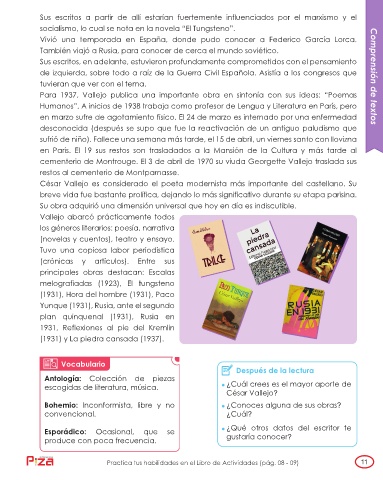 Sus escritos a partir de allí estarían fuertemente influenciados por el marxismo y el
socialismo, lo cual se nota en la novela “El Tungsteno”.
Vivió una temporada en España, donde pudo conocer a Federico García Lorca.
También viajó a Rusia, para conocer de cerca el mundo soviético.
Sus escritos, en adelante, estuvieron profundamente comprometidos con el pensamiento
de izquierda, sobre todo a raíz de la Guerra Civil Española. Asistía a los congresos que
tuvieran que ver con el tema.
Para 1937, Vallejo publica una importante obra en sintonía con sus ideas: “Poemas
Humanos”. A inicios de 1938 trabaja como profesor de Lengua y Literatura en París, pero
en marzo sufre de agotamiento físico. El 24 de marzo es internado por una enfermedad
desconocida (después se supo que fue la reactivación de un antiguo paludismo que
sufrió de niño). Fallece una semana más tarde, el 15 de abril, un viernes santo con llovizna
en París. El 19 sus restos son trasladados a la Mansión de la Cultura y más tarde al
cementerio de Montrouge. El 3 de abril de 1970 su viuda Georgette Vallejo traslada sus
restos al cementerio de Montparnasse.
César Vallejo es considerado el poeta modernista más importante del castellano. Su
breve vida fue bastante prolífica, dejando lo más significativo durante su etapa parisina.
Su obra adquirió una dimensión universal que hoy en día es indiscutible.
Vallejo abarcó prácticamente todos
los géneros literarios: poesía, narrativa
(novelas y cuentos), teatro y ensayo.
Tuvo una copiosa labor periodística
(crónicas y artículos). Entre sus
principales obras destacan: Escalas
melografiadas (1923), El tungsteno
(1931), Hora del hombre (1931), Paco
Yunque (1931), Rusia, ante el segundo
plan quinquenal (1931), Rusia en
1931, Reflexiones al pie del Kremlin
(1931) y La piedra cansada (1937).
TRILCE
La
piedra
cansada
RUSIA
EN 1931
Comprensión de textos
Vocabulario
Antología: Colección de piezas
escogidas de literatura, música.
Bohemio: Inconformista, libre y no
convencional.
Esporádico: Ocasional, que se
produce con poca frecuencia.
Después de la lectura
¿Cuál crees es el mayor aporte de
César Vallejo?
¿Conoces alguna de sus obras?
¿Cuál?
¿Qué otros datos del escritor te
gustaría conocer?
Practica tus habilidades en el Libro de Actividades (pág. 08 - 09)
11